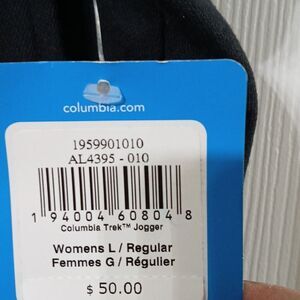 columbia.com
1959901010
AL4395 - 010
1 94004 60804 8
Columbia Trek™ Jogger
Womens L / Regular
Femmes G / Régulier
$ 50.00